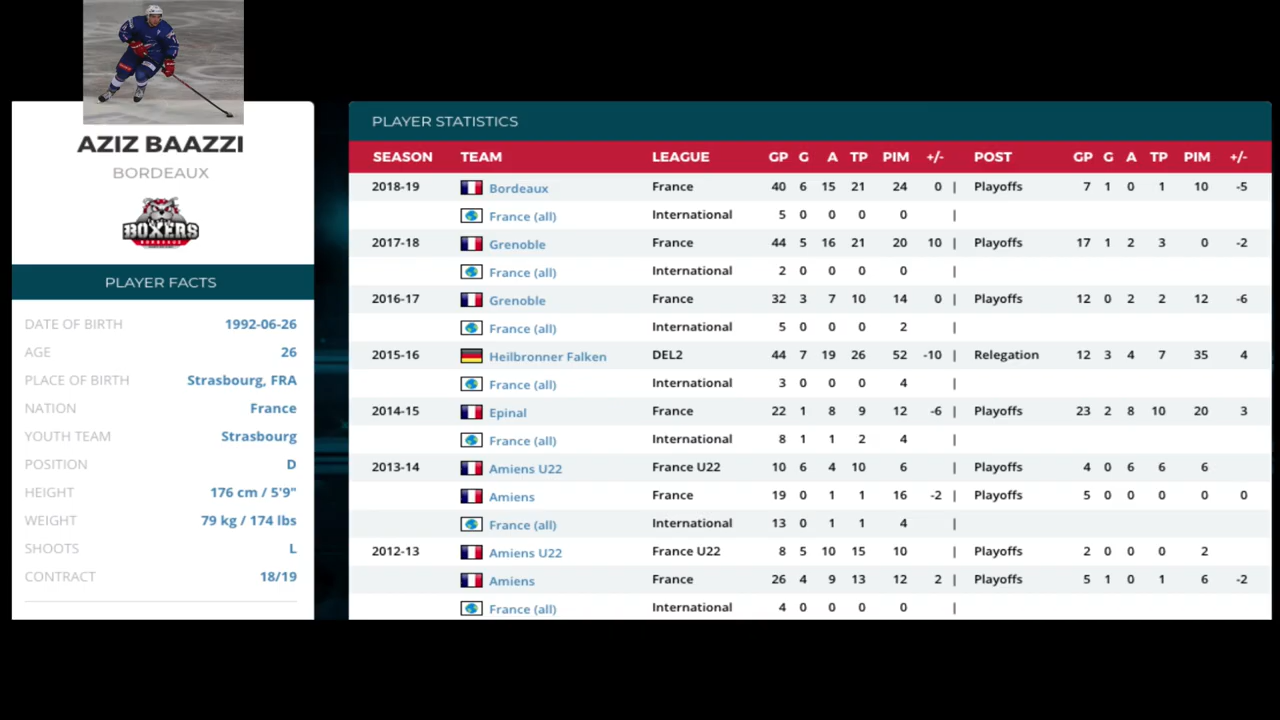 AZIZ BAAZZI
BORDEAUX
BOXERS
BORDEAUX
PLAYER FACTS
DATE OF BIRTH 1992-06-26
AGE 26
PLACE OF BIRTH Strasbourg, FRA
NATION France
YOUTH TEAM Strasbourg
POSITION D
HEIGHT 176 cm / 5'9"
WEIGHT 79 kg / 174 lbs
SHOOTS L
CONTRACT 18/19
PLAYER STATISTICS
SEASON TEAM LEAGUE GP G A TP PIM +/- POST GP G A TP PIM +/-
2018-19 Bordeaux France 40 6 15 21 24 0 | Playoffs 7 1 0 1 10 -5
France (all) International 5 0 0 0 0 |
2017-18 Grenoble France 44 5 16 21 20 10 | Playoffs 17 1 2 3 0 -2
France (all) International 2 0 0 0 0 |
2016-17 Grenoble France 32 3 7 10 14 0 | Playoffs 12 0 2 2 12 -6
France (all) International 5 0 0 0 2 |
2015-16 Heilbronner Falken DEL2 44 7 19 26 52 -10 | Relegation 12 3 4 7 35 4
France (all) International 3 0 0 0 4 |
2014-15 Epinal France 22 1 8 9 12 -6 | Playoffs 23 2 8 10 20 3
France (all) International 8 1 1 2 4 |
2013-14 Amiens U22 France U22 10 6 4 10 6 | Playoffs 4 0 6 6 6
Amiens France 19 0 1 1 16 -2 | Playoffs 5 0 0 0 0 0
France (all) International 13 0 1 1 4 |
2012-13 Amiens U22 France U22 8 5 10 15 10 | Playoffs 2 0 0 0 2
Amiens France 26 4 9 13 12 2 | Playoffs 5 1 0 1 6 -2
France (all) International 4 0 0 0 0 |